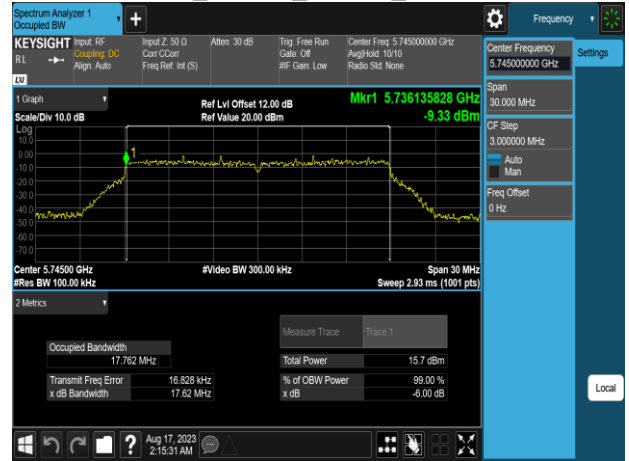 Spectrum Analyzer 1
Occupied BW
Frequency
KEYSIGHT
RL
LXI
Input: RF
Coupling: DC
Align: Auto
Input Z: 50 Ω
Corr CCorr
Freq Ref: Int (S)
Atten: 30 dB
Trig: Free Run
Gate: Off
#IF Gain: Low
Center Freq: 5.745000000 GHz
Avg|Hold: 10/10
Radio Std: None
Center Frequency
5.745000000 GHz
Settings
Span
30.000 MHz
CF Step
3.000000 MHz
Auto
Man
Freq Offset
0 Hz
Local
1 Graph
Scale/Div 10.0 dB
Ref Lvl Offset 12.00 dB
Ref Value 20.00 dBm
Mkr1 5.736135828 GHz
-9.33 dBm
Log
10.0
0.00
-10.0
-20.0
-30.0
-40.0
-50.0
-60.0
-70.0
1
Center 5.74500 GHz
#Res BW 100.00 kHz
#Video BW 300.00 kHz
Span 30 MHz
Sweep 2.93 ms (1001 pts)
2 Metrics
Measure Trace Trace 1
Occupied Bandwidth
17.762 MHz
Total Power 15.7 dBm
Transmit Freq Error 16.828 kHz
% of OBW Power 99.00 %
x dB Bandwidth 17.62 MHz
x dB -6.00 dB
Aug 17, 2023
2:15:31 AM